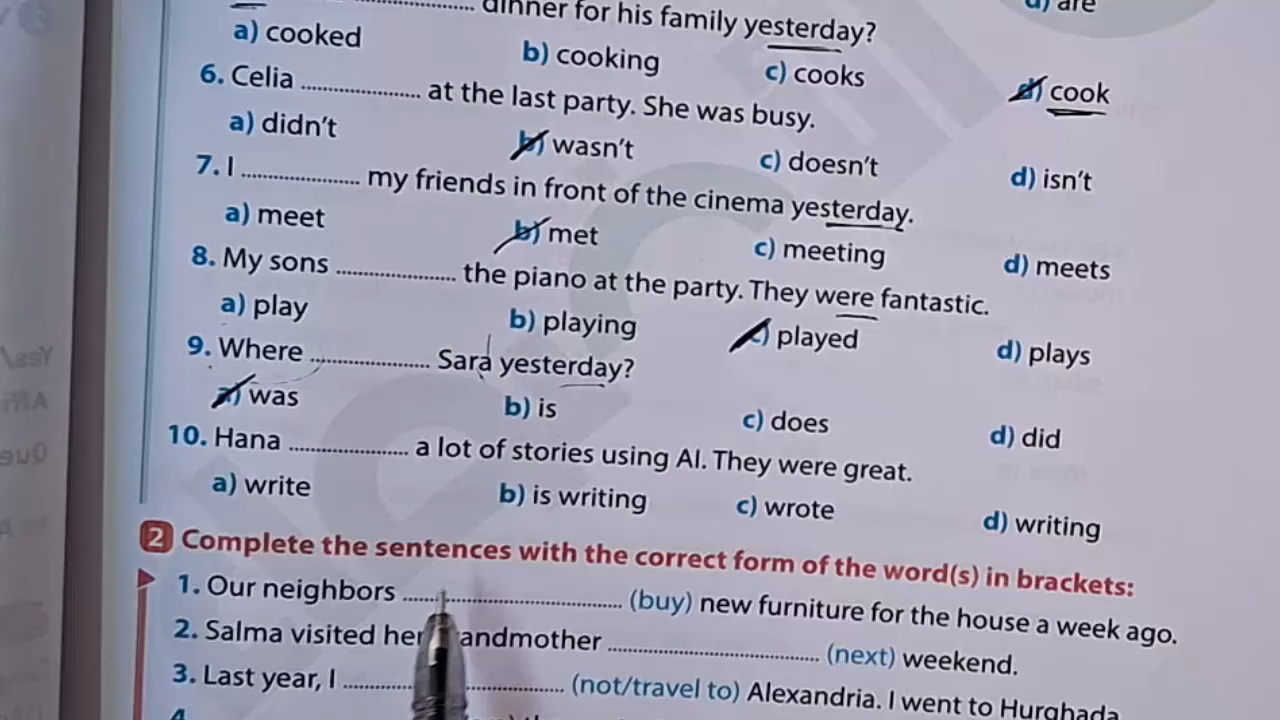 d) are
dinner for his family yesterday?
a) cooked b) cooking c) cooks d) cook
6. Celia .................... at the last party. She was busy.
a) didn't b) wasn't c) doesn't d) isn't
7. I .................... my friends in front of the cinema yesterday.
a) meet b) met c) meeting d) meets
8. My sons .................... the piano at the party. They were fantastic.
a) play b) playing c) played d) plays
9. Where .................... Sara yesterday?
a) was b) is c) does d) did
10. Hana .................... a lot of stories using AI. They were great.
a) write b) is writing c) wrote d) writing
2 Complete the sentences with the correct form of the word(s) in brackets:
1. Our neighbors .................... (buy) new furniture for the house a week ago.
2. Salma visited her grandmother .................... (next) weekend.
3. Last year, I .................... (not/travel to) Alexandria. I went to Hurghada